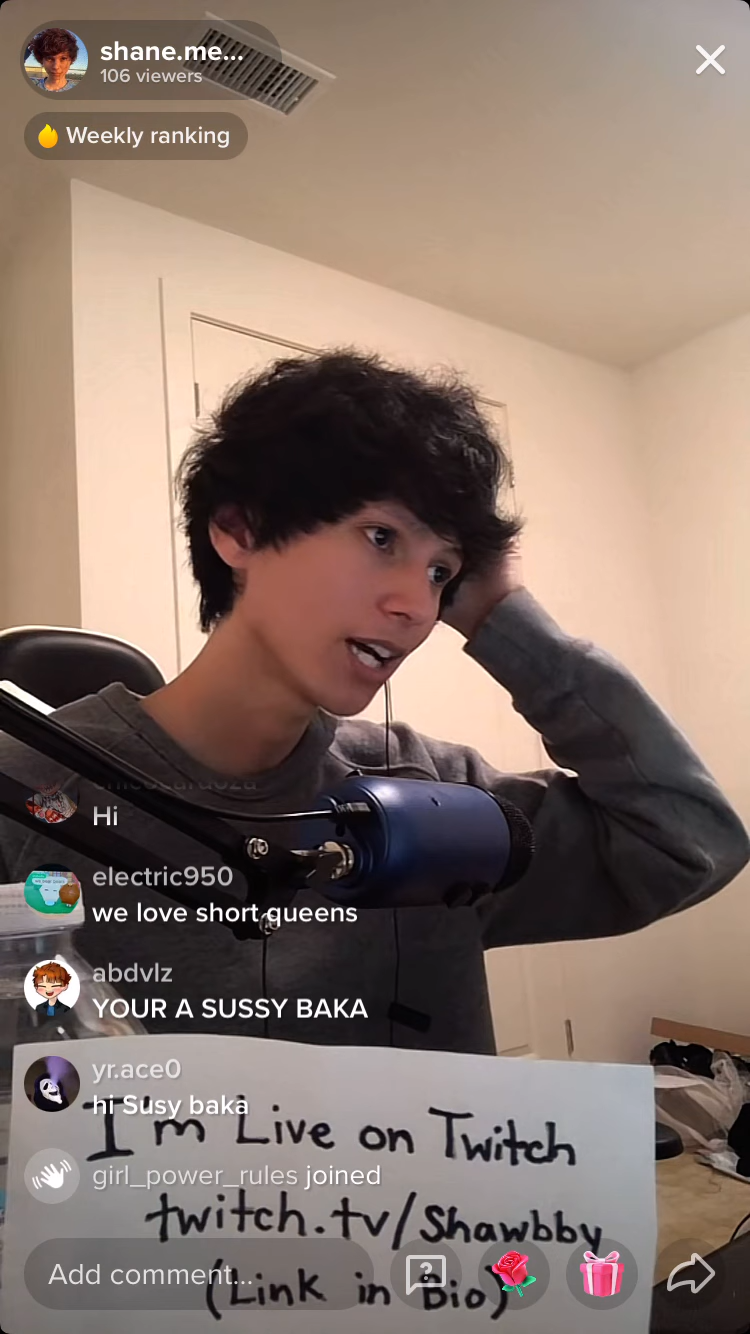 shane.me...
106 viewers
Weekly ranking
Hi
electric950
we love short queens
abdvlz
YOUR A SUSSY BAKA
yr.ace0
hi Susy baka
I'm Live on Twitch
girl_power_rules joined
twitch.tv/Shawbby
Add comment...
(Link in Bio)